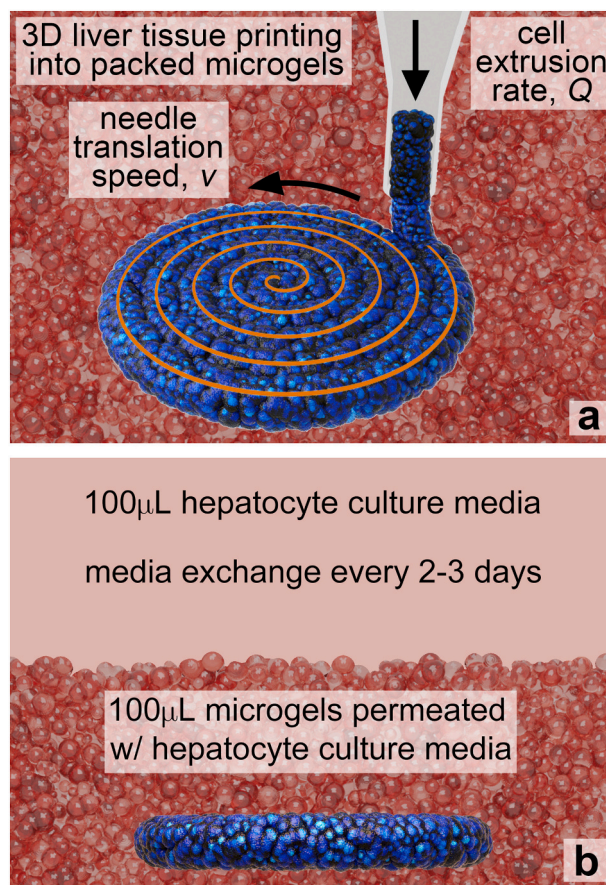 3D liver tissue printing
into packed microgels
cell
extrusion
rate, Q
needle
translation
speed, v
a
100μL hepatocyte culture media
media exchange every 2-3 days
100μL microgels permeated
w/ hepatocyte culture media
b